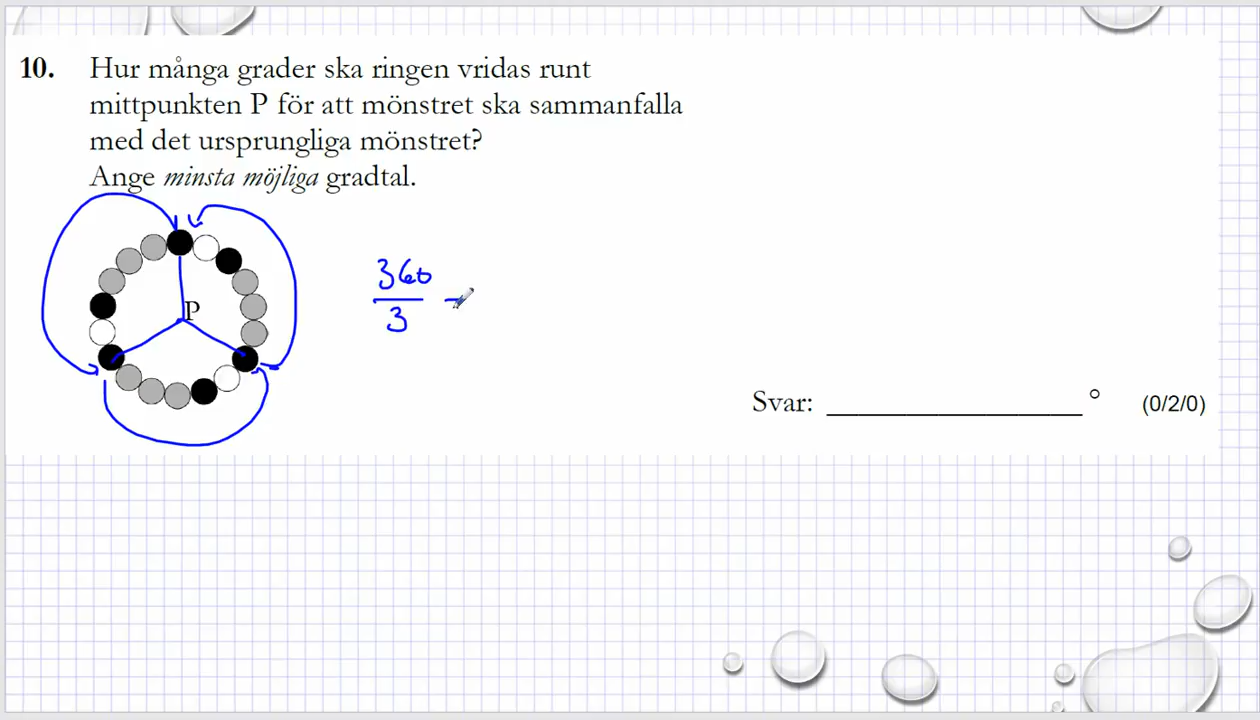 10. Hur många grader ska ringen vridas runt
mittpunkten P för att mönstret ska sammanfalla
med det ursprungliga mönstret?
Ange minsta möjliga gradtal.
P
360
3
Svar: ____________________ ° (0/2/0)